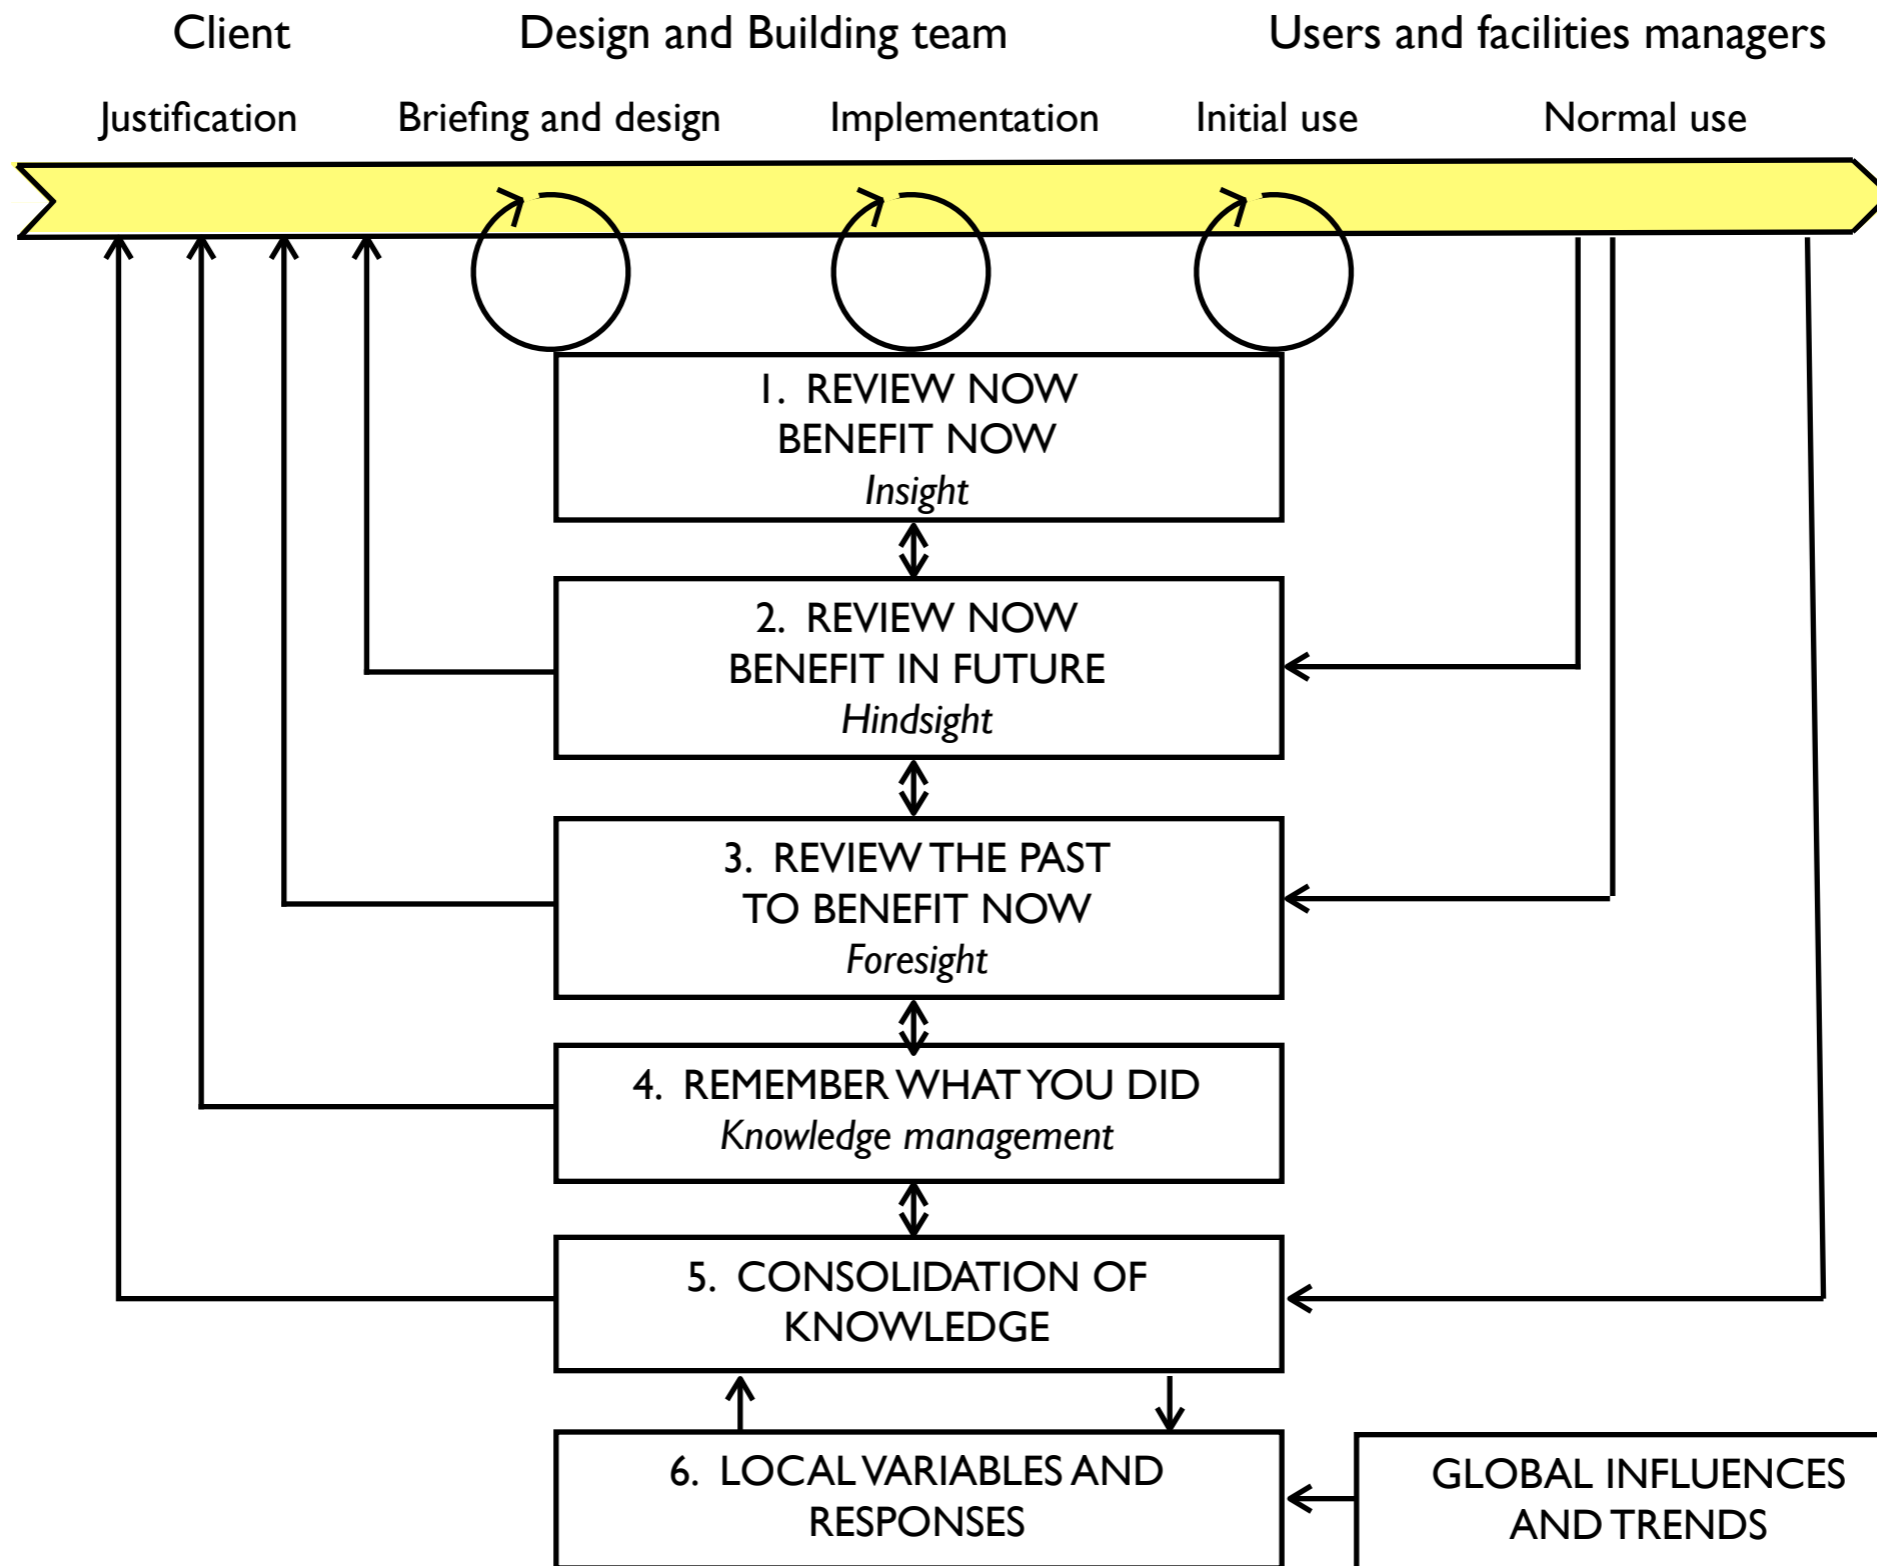 Client Design and Building team Users and facilities managers
Justification Briefing and design Implementation Initial use Normal use
1. REVIEW NOW
BENEFIT NOW
Insight
2. REVIEW NOW
BENEFIT IN FUTURE
Hindsight
3. REVIEW THE PAST
TO BENEFIT NOW
Foresight
4. REMEMBER WHAT YOU DID
Knowledge management
5. CONSOLIDATION OF
KNOWLEDGE
6. LOCAL VARIABLES AND
RESPONSES
GLOBAL INFLUENCES
AND TRENDS